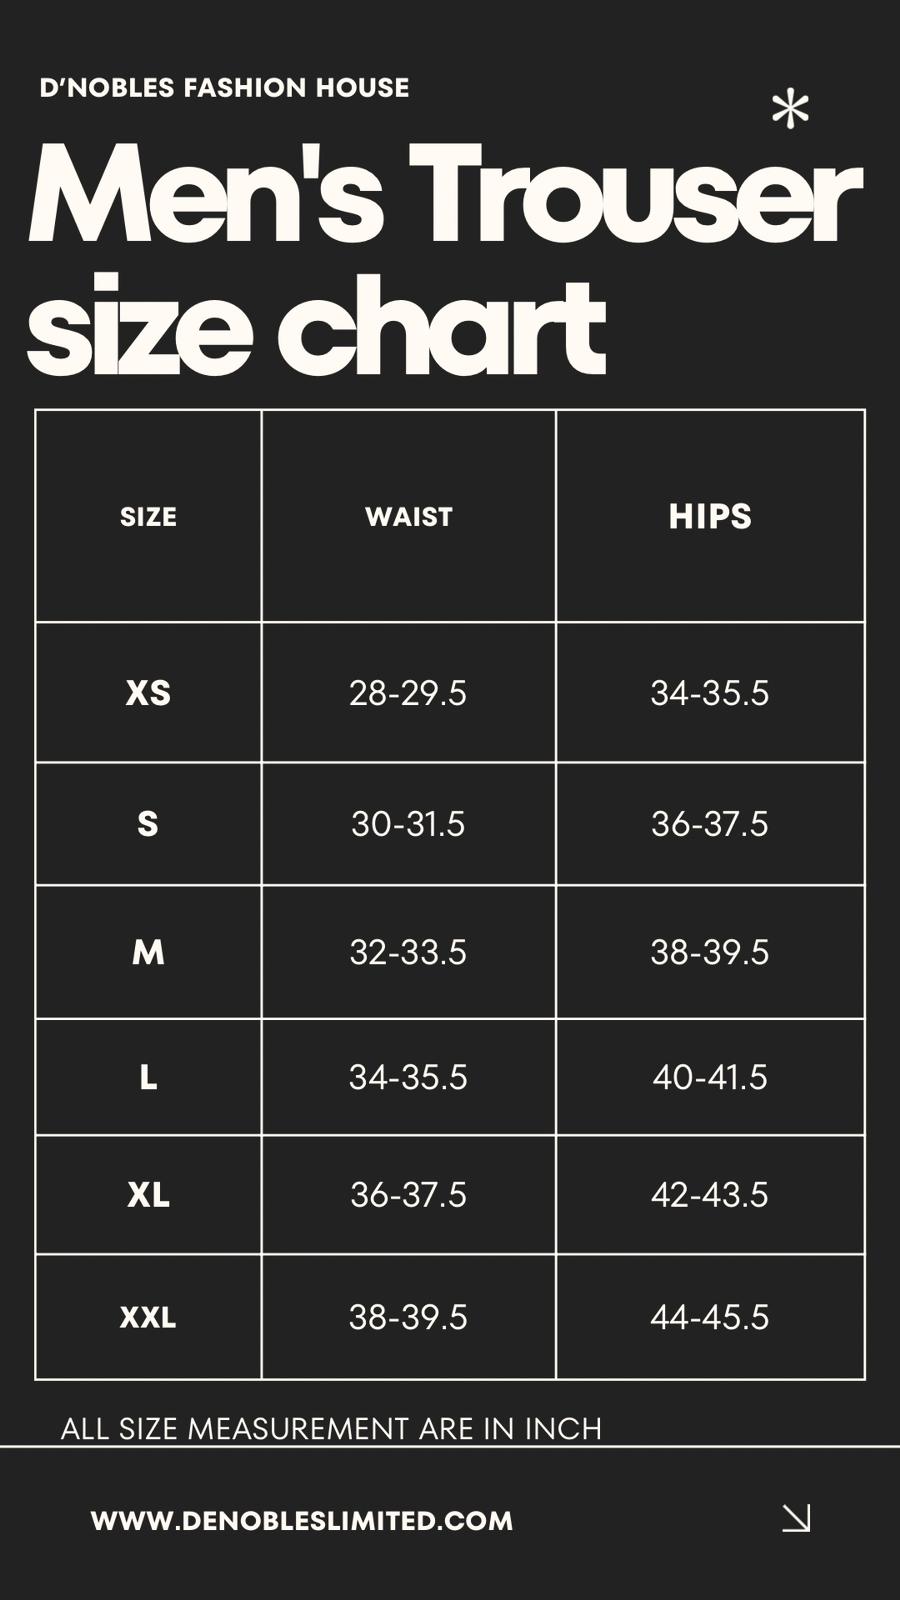 D’NOBLES FASHION HOUSE
*
Men's Trouser
size chart
SIZE WAIST HIPS
XS 28-29.5 34-35.5
S 30-31.5 36-37.5
M 32-33.5 38-39.5
L 34-35.5 40-41.5
XL 36-37.5 42-43.5
XXL 38-39.5 44-45.5
ALL SIZE MEASUREMENT ARE IN INCH
WWW.DENOBLESLIMITED.COM